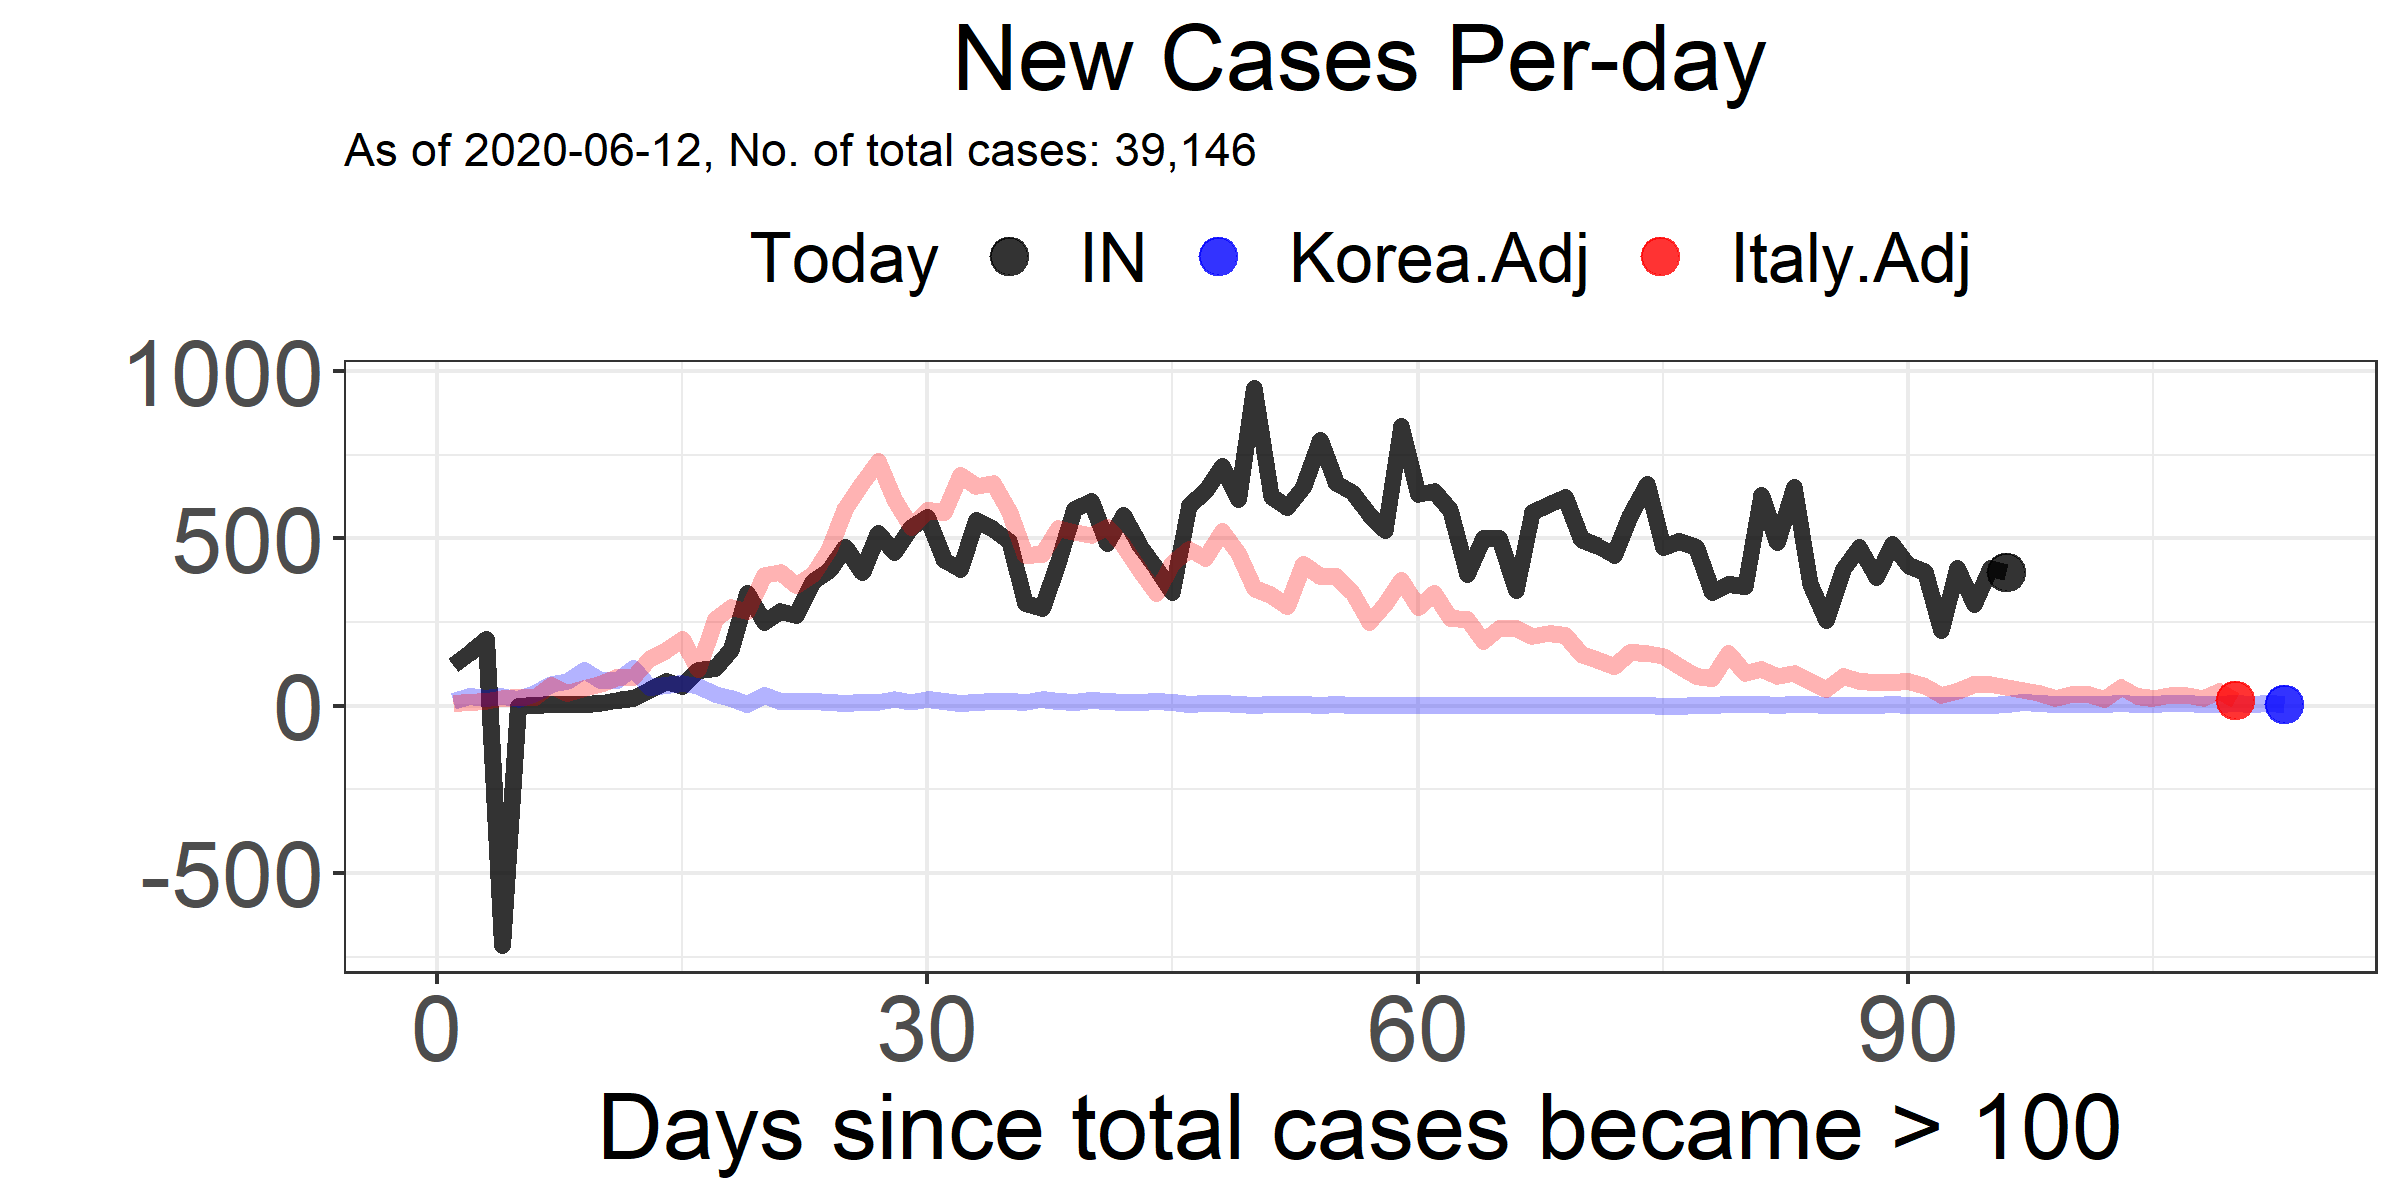 New Cases Per-day
As of 2020-06-12, No. of total cases: 39,146
Today IN Korea.Adj Italy.Adj
1000
500
0
-500
0 30 60 90
Days since total cases became > 100